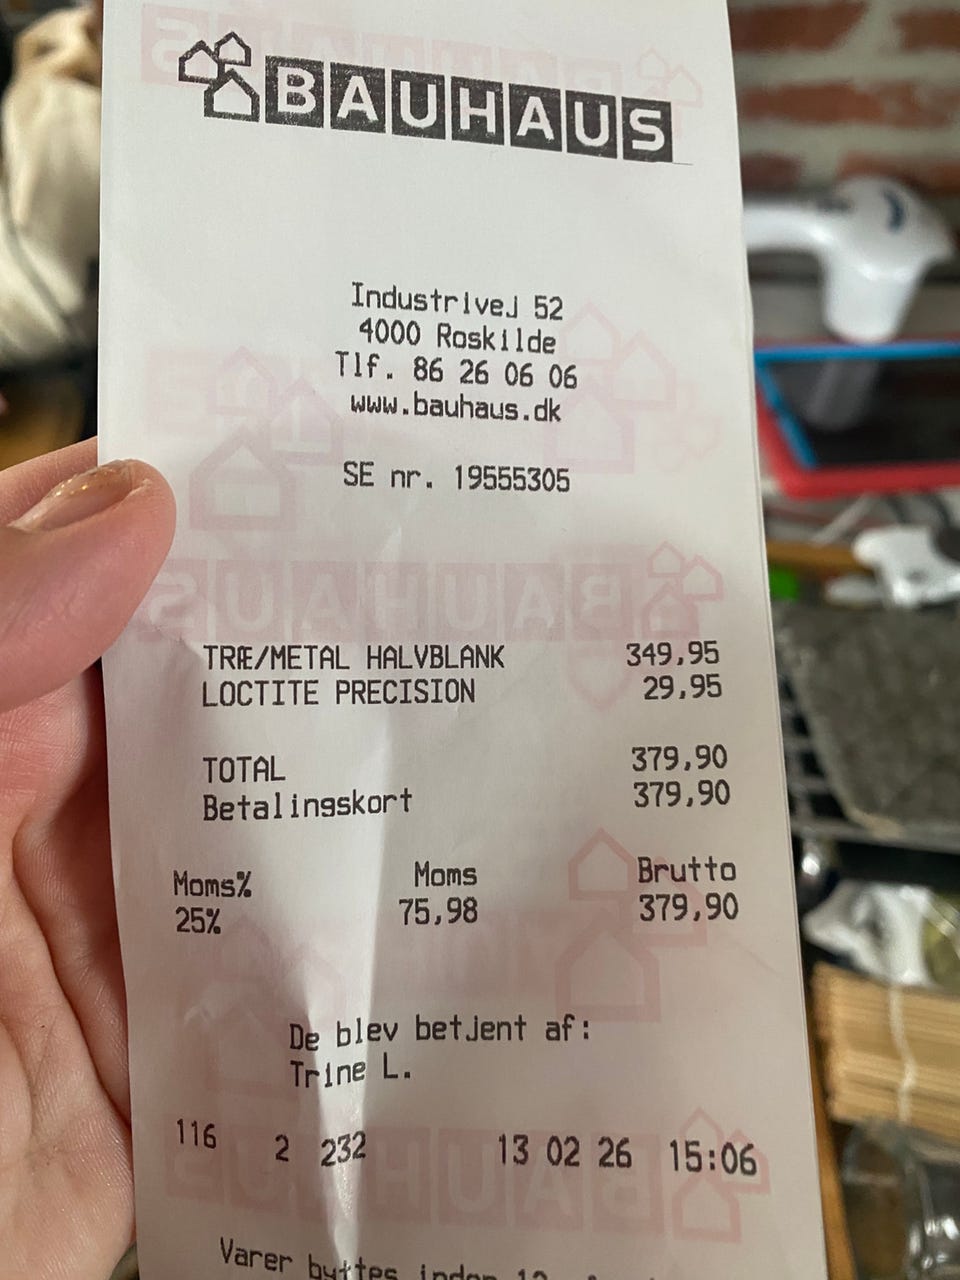 BAUHAUS
Industrivej 52
4000 Roskilde
Tlf. 86 26 06 06
www.bauhaus.dk
SE nr. 19555305
TRÆ/METAL HALVBLANK 349,95
LOCTITE PRECISION 29,95
TOTAL 379,90
Betalingskort 379,90
Moms% Moms Brutto
25% 75,98 379,90
De blev betjent af:
Trine L.
116 2 232 13 02 26 15:06
Varer byttes inden